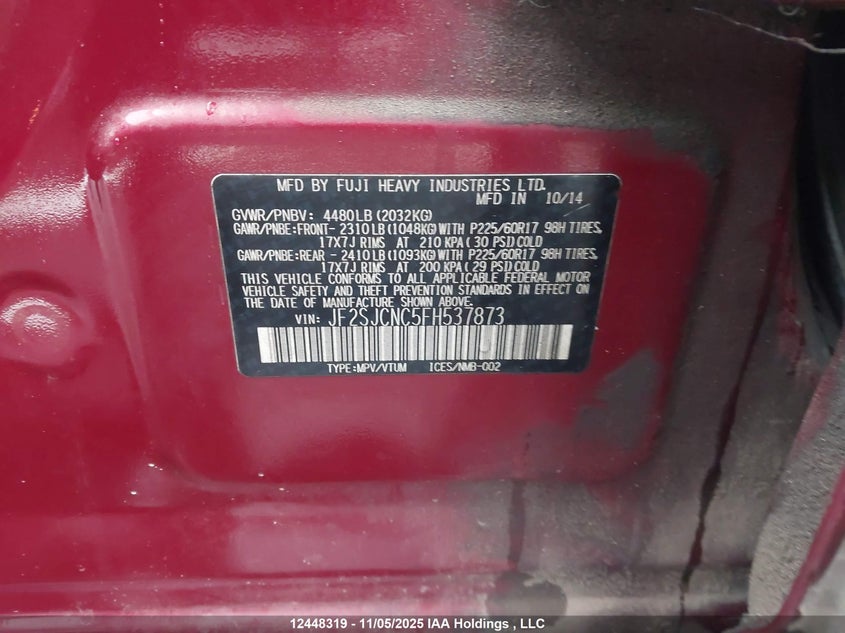 MFD BY FUJI HEAVY INDUSTRIES LTD.
MFD IN 10/14
GVWR/PNBV: 4480LB(2032KG)
GAWR/PNBE:FRONT- 2310LB(1048KG)WITH P225/60R17 98H TIRES,
17X7J RIMS AT 210 KPA( 30 PSI)COLD
GAWR/PNBE:REAR - 2410LB(1093KG)WITH P225/60R17 98H TIRES,
17X7J RIMS AT 200 KPA( 29 PSI)COLD
THIS VEHICLE CONFORMS TO ALL APPLICABLE FEDERAL MOTOR
VEHICLE SAFETY AND THEFT PREVENTION STANDARDS IN EFFECT ON
THE DATE OF MANUFACTURE SHOWN ABOVE.
VIN: JF2SJCNC5FH537873
TYPE:MPV/VTUM ICES/NMB-002
12448319 - 11/05/2025 IAA Holdings , LLC